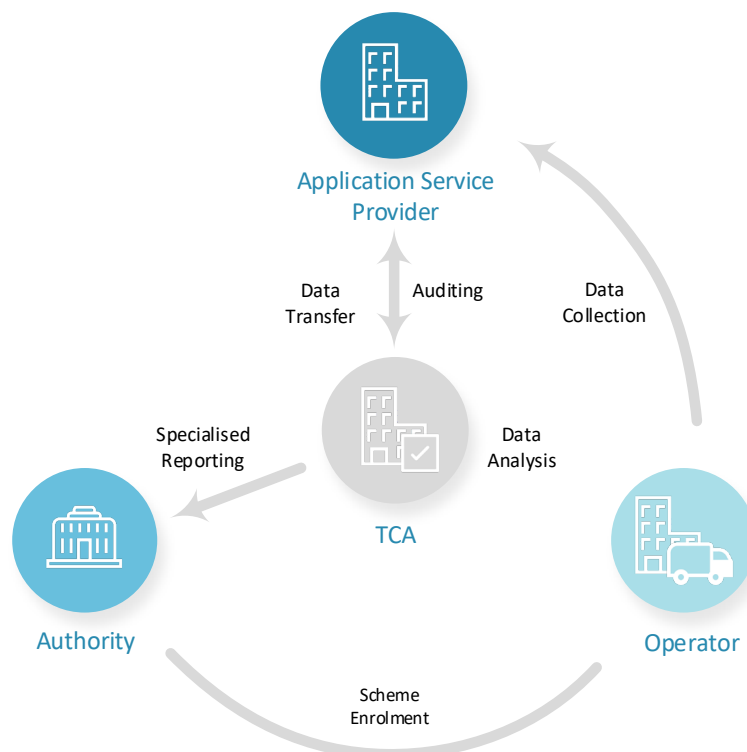 Application Service
Provider
Data
Transfer
Auditing
Data
Collection
Specialised
Reporting
Data
Analysis
TCA
Authority
Operator
Scheme
Enrolment